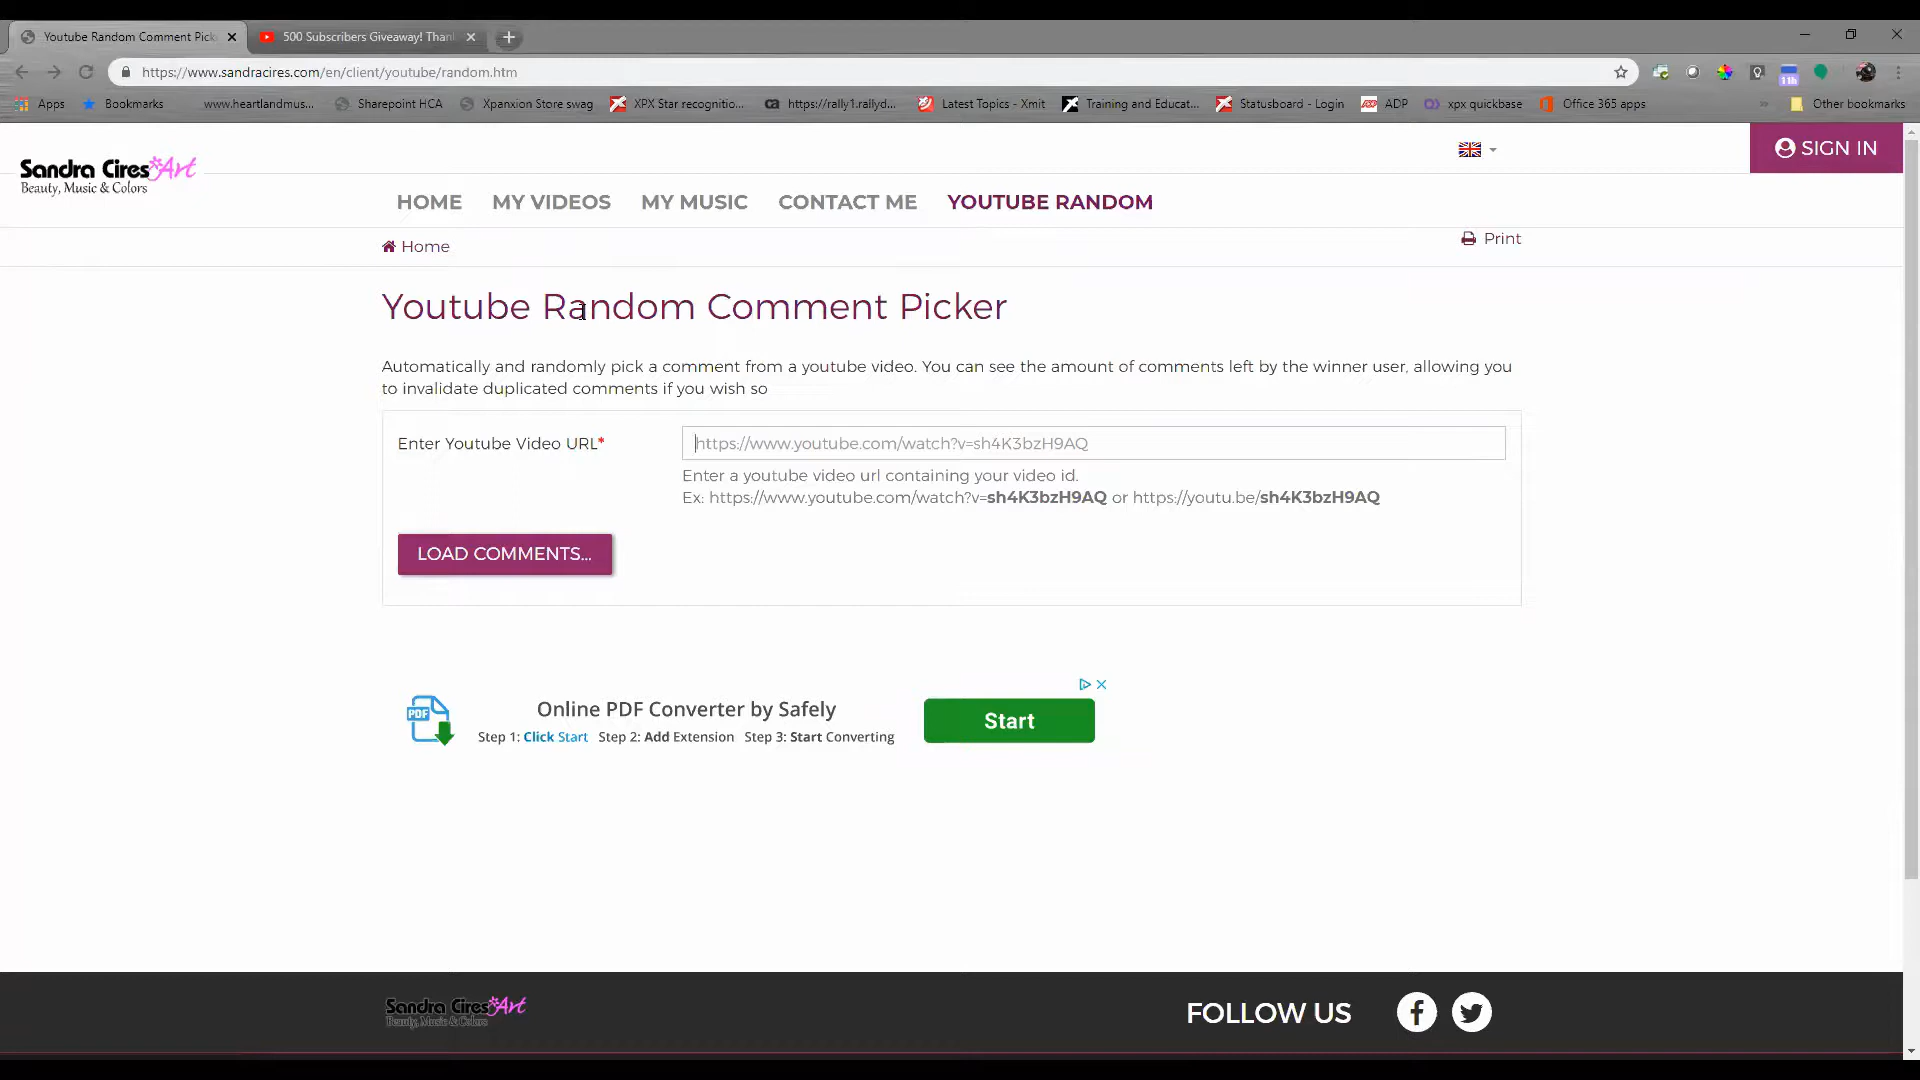 Youtube Random Comment Pick
500 Subscribers Giveaway! Than
https://www.sandracires.com/en/client/youtube/random.htm
11h
Apps Bookmarks www.heartlandmus... Sharepoint HCA Xpanxion Store swag XPX Star recognitio... https://rally1.rallyd... Latest Topics - Xmit Training and Educat... Statusboard - Login ADP xpx quickbase Office 365 apps » Other bookmarks
Sandra Cires Art
Beauty, Music & Colors
SIGN IN
HOME MY VIDEOS MY MUSIC CONTACT ME YOUTUBE RANDOM
Home
Print
Youtube Random Comment Picker
Automatically and randomly pick a comment from a youtube video. You can see the amount of comments left by the winner user, allowing you
to invalidate duplicated comments if you wish so
Enter Youtube Video URL*
https://www.youtube.com/watch?v=sh4K3bzH9AQ
Enter a youtube video url containing your video id.
Ex: https://www.youtube.com/watch?v=sh4K3bzH9AQ or https://youtu.be/sh4K3bzH9AQ
LOAD COMMENTS...
PDF
Online PDF Converter by Safely
Step 1: Click Start Step 2: Add Extension Step 3: Start Converting
Start
Sandra Cires Art
Beauty, Music & Colors
FOLLOW US